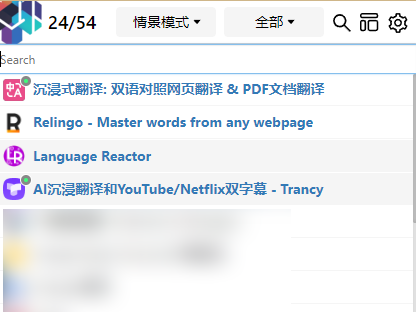 24/54 情景模式 全部
Search
沉浸式翻译: 双语对照网页翻译 & PDF文档翻译
Relingo - Master words from any webpage
Language Reactor
AI沉浸翻译和YouTube/Netflix双字幕 - Trancy